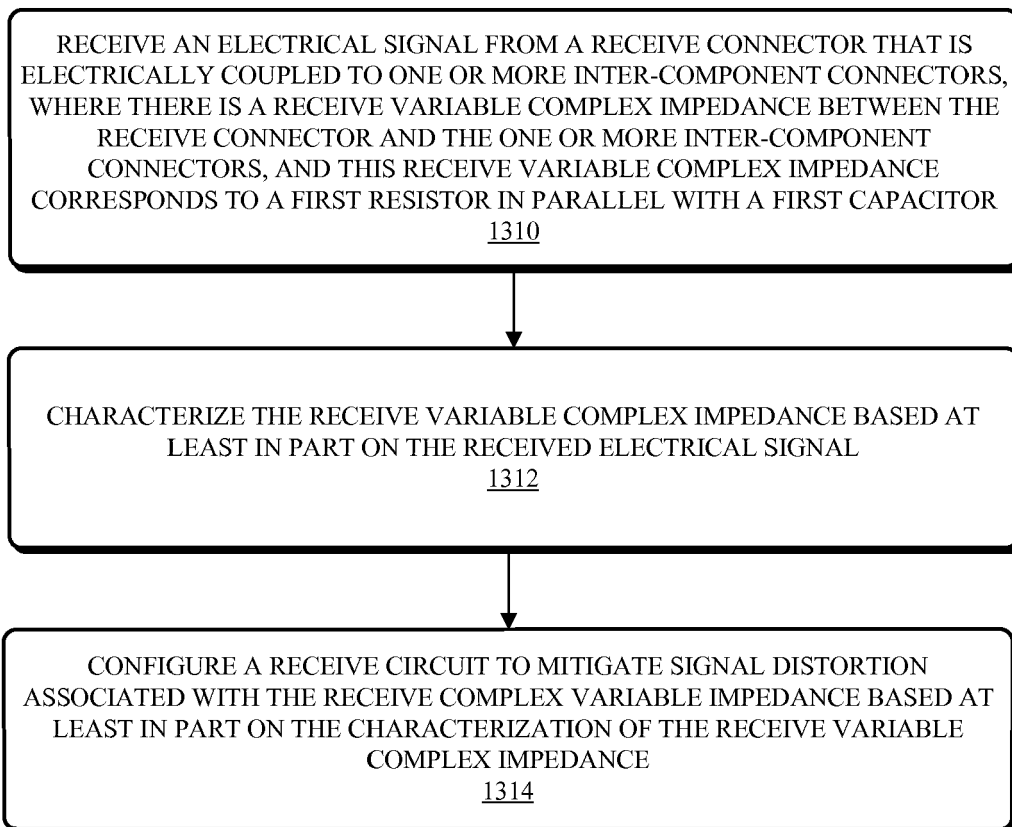 RECEIVE AN ELECTRICAL SIGNAL FROM A RECEIVE CONNECTOR THAT IS
ELECTRICALLY COUPLED TO ONE OR MORE INTER-COMPONENT CONNECTORS,
WHERE THERE IS A RECEIVE VARIABLE COMPLEX IMPEDANCE BETWEEN THE
RECEIVE CONNECTOR AND THE ONE OR MORE INTER-COMPONENT
CONNECTORS, AND THIS RECEIVE VARIABLE COMPLEX IMPEDANCE
CORRESPONDS TO A FIRST RESISTOR IN PARALLEL WITH A FIRST CAPACITOR
1310
CHARACTERIZE THE RECEIVE VARIABLE COMPLEX IMPEDANCE BASED AT
LEAST IN PART ON THE RECEIVED ELECTRICAL SIGNAL
1312
CONFIGURE A RECEIVE CIRCUIT TO MITIGATE SIGNAL DISTORTION
ASSOCIATED WITH THE RECEIVE COMPLEX VARIABLE IMPEDANCE BASED AT
LEAST IN PART ON THE CHARACTERIZATION OF THE RECEIVE VARIABLE
COMPLEX IMPEDANCE
1314